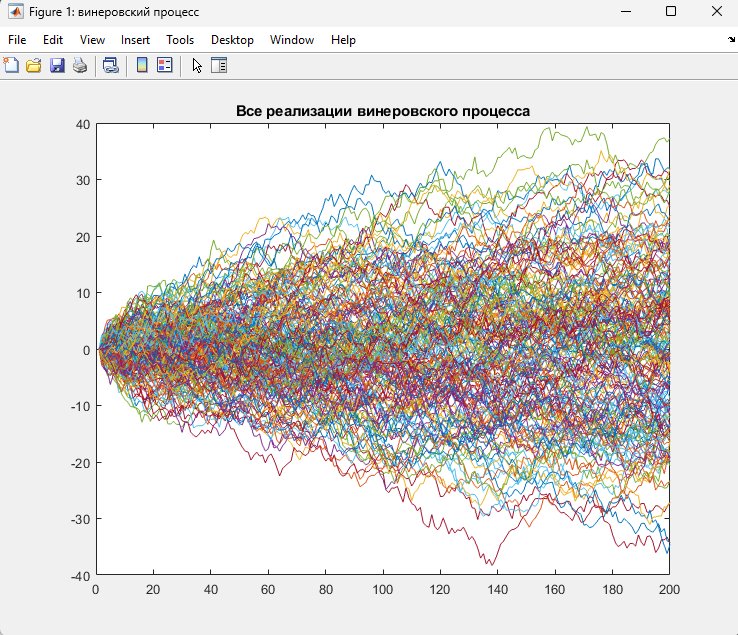 Figure 1: винеровский процесс
File Edit View Insert Tools Desktop Window Help
Все реализации винеровского процесса
40
30
20
10
0
-10
-20
-30
-40
0 20 40 60 80 100 120 140 160 180 200